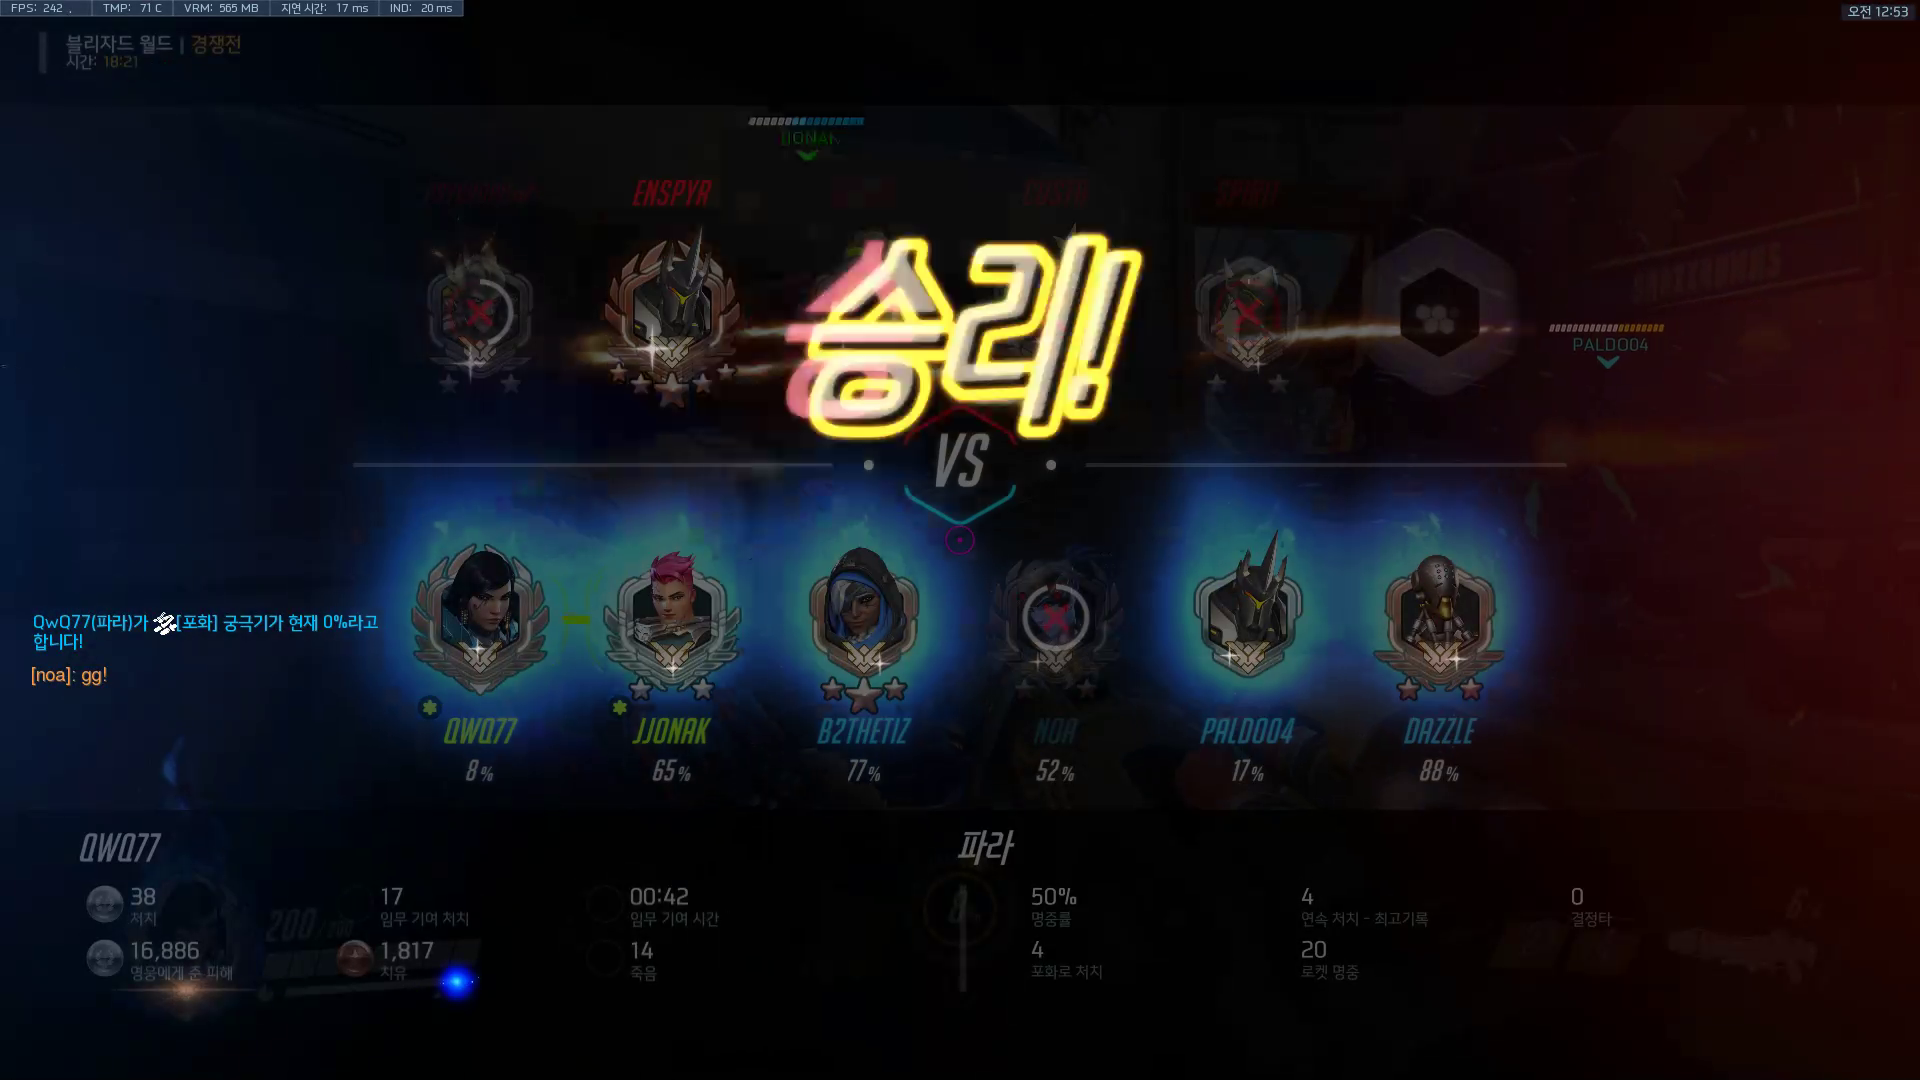 FPS: 242 . TMP: 71 C VRM: 565 MB 지연 시간: 17 ms IND: 20 ms
오전 12:53
블리자드 월드 | 경쟁전
시간: 18:21
JJONAK
ENSPYR
승리!
PALDO04
VS
QwQ77(파라)가 [포화] 궁극기가 현재 0%라고
합니다!
[noa]: gg!
QWQ77 JJONAK B2THETIZ NOA PALDO04 DAZZLE
8% 65% 77% 52% 17% 88%
QWQ77 파라
38 17 00:42 50% 4 0
처치 임무 기여 처치 임무 기여 시간 명중률 연속 처치 - 최고기록 결정타
16,886 1,817 14 4 20
영웅에게 준 피해 치유 죽음 포화로 처치 로켓 명중